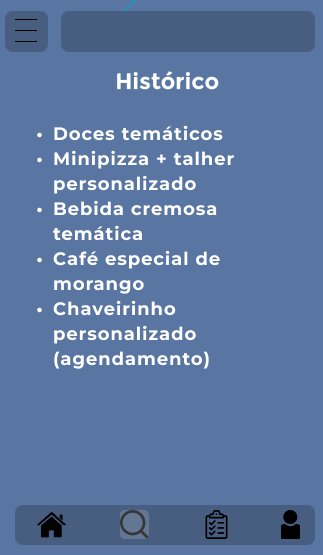 Histórico
• Doces temáticos
• Minipizza + talher
personalizado
• Bebida cremosa
temática
• Café especial de
morango
• Chaveirinho
personalizado
(agendamento)